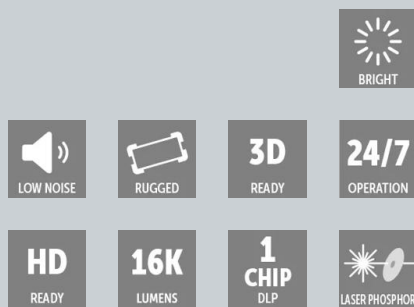 BRIGHT
LOW NOISE
RUGGED
3D
READY
24/7
OPERATION
HD
READY
16K
LUMENS
1
CHIP
DLP
LASER PHOSPHOR